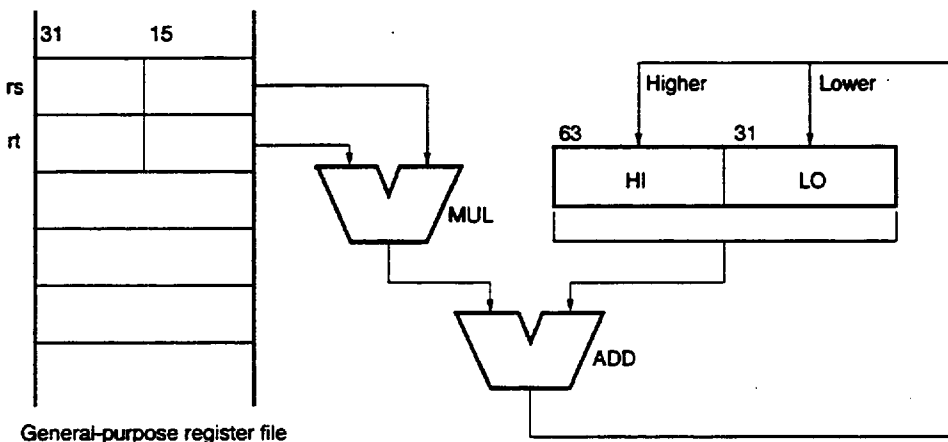 31 15
rs
rt
Higher Lower
63 31
HI LO
MUL
ADD
General-purpose register file